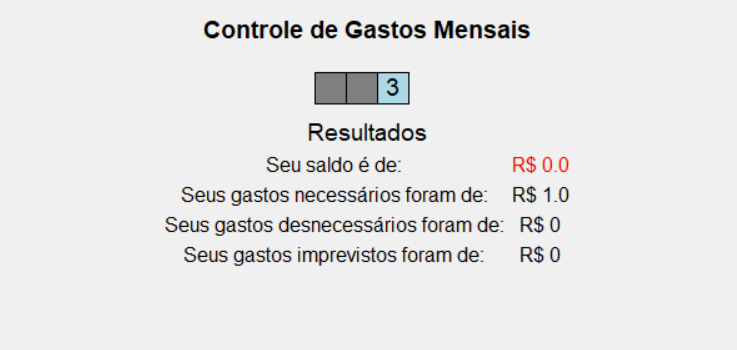 Controle de Gastos Mensais
3
Resultados
Seu saldo é de: R$ 0.0
Seus gastos necessários foram de: R$ 1.0
Seus gastos desnecessários foram de: R$ 0
Seus gastos imprevistos foram de: R$ 0